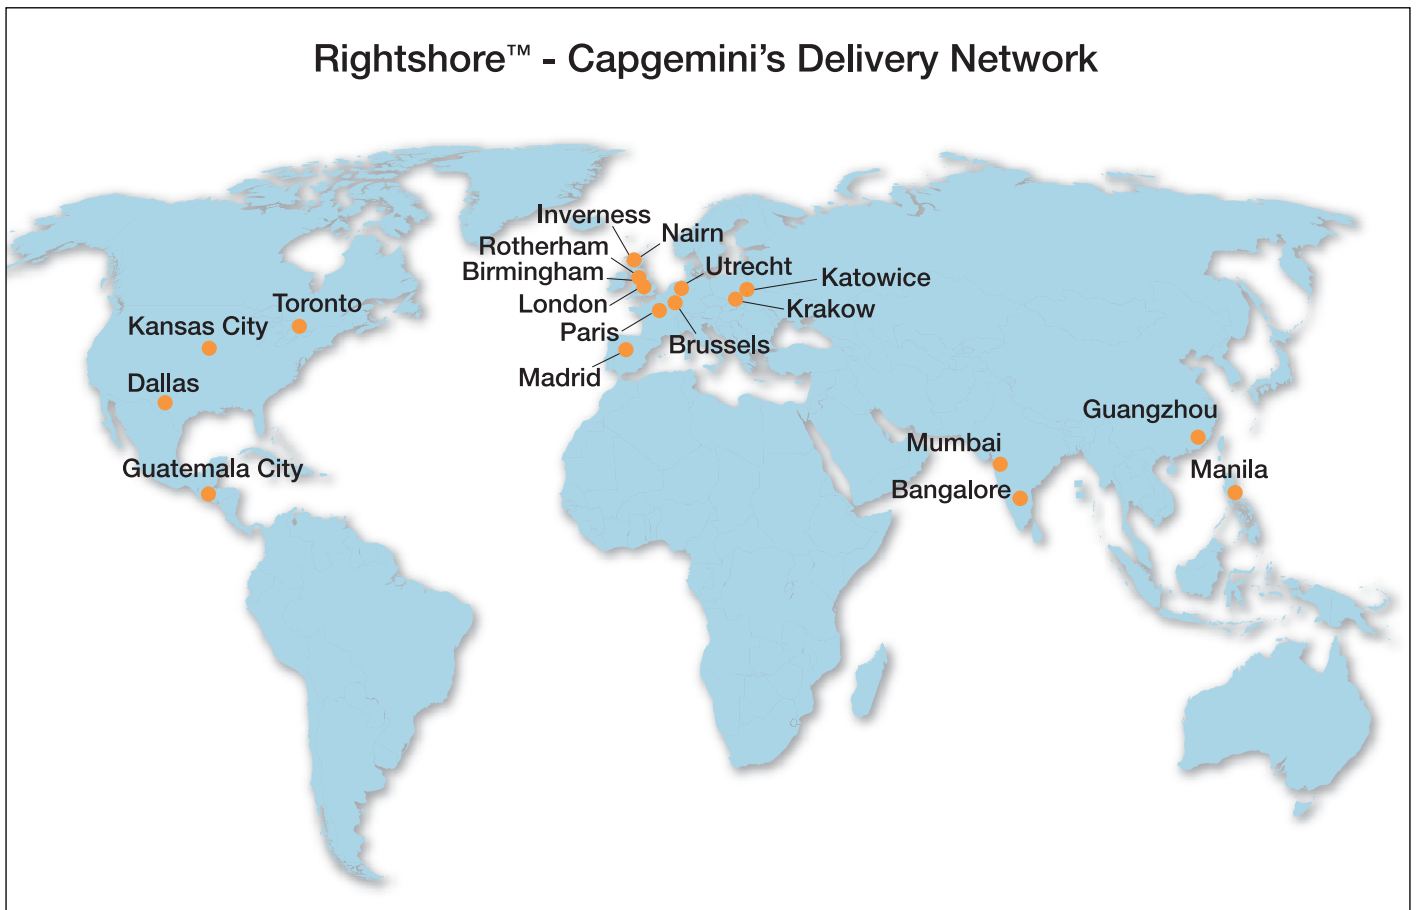 Rightshore™ - Capgemini's Delivery Network
Inverness
Nairn
Rotherham
Birmingham
Utrecht
Katowice
London
Krakow
Toronto
Kansas City
Paris
Brussels
Madrid
Dallas
Guangzhou
Mumbai
Guatemala City
Manila
Bangalore